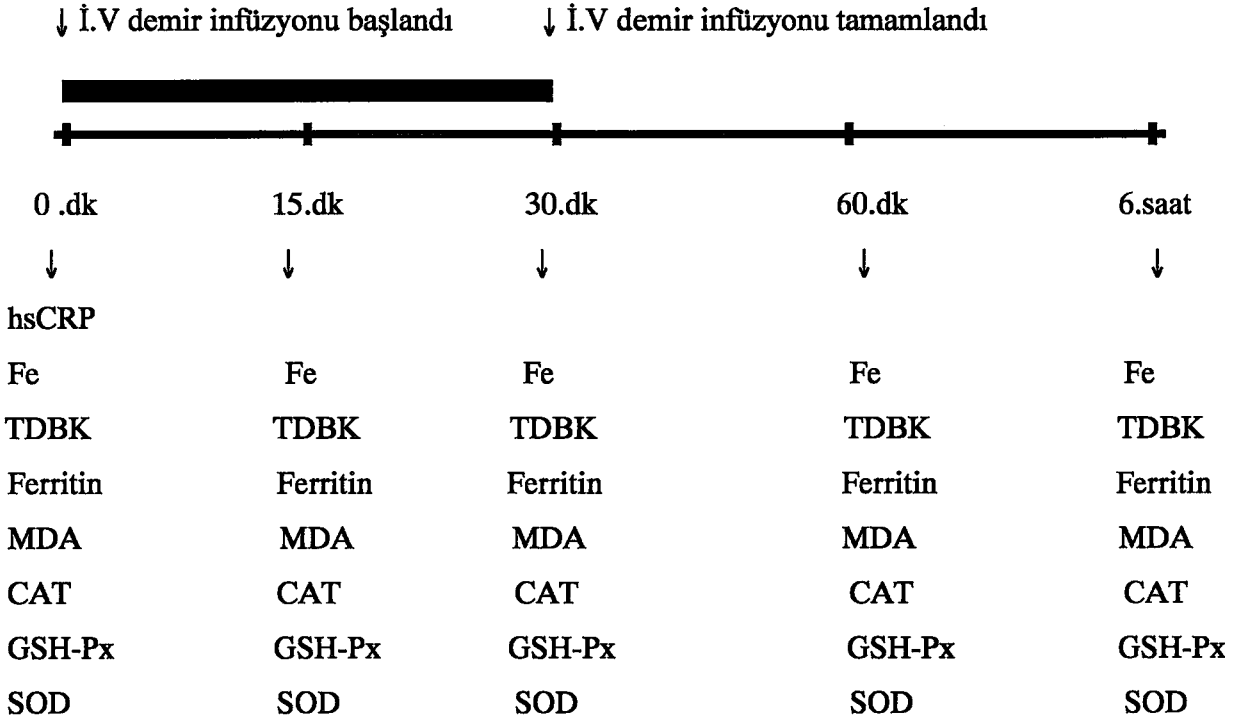 ↓ İ.V demir infüzyonu başlandı ↓ İ.V demir infüzyonu tamamlandı
0 .dk 15.dk 30.dk 60.dk 6.saat
↓ ↓ ↓ ↓ ↓
hsCRP
Fe Fe Fe Fe Fe
TDBK TDBK TDBK TDBK TDBK
Ferritin Ferritin Ferritin Ferritin Ferritin
MDA MDA MDA MDA MDA
CAT CAT CAT CAT CAT
GSH-Px GSH-Px GSH-Px GSH-Px GSH-Px
SOD SOD SOD SOD SOD